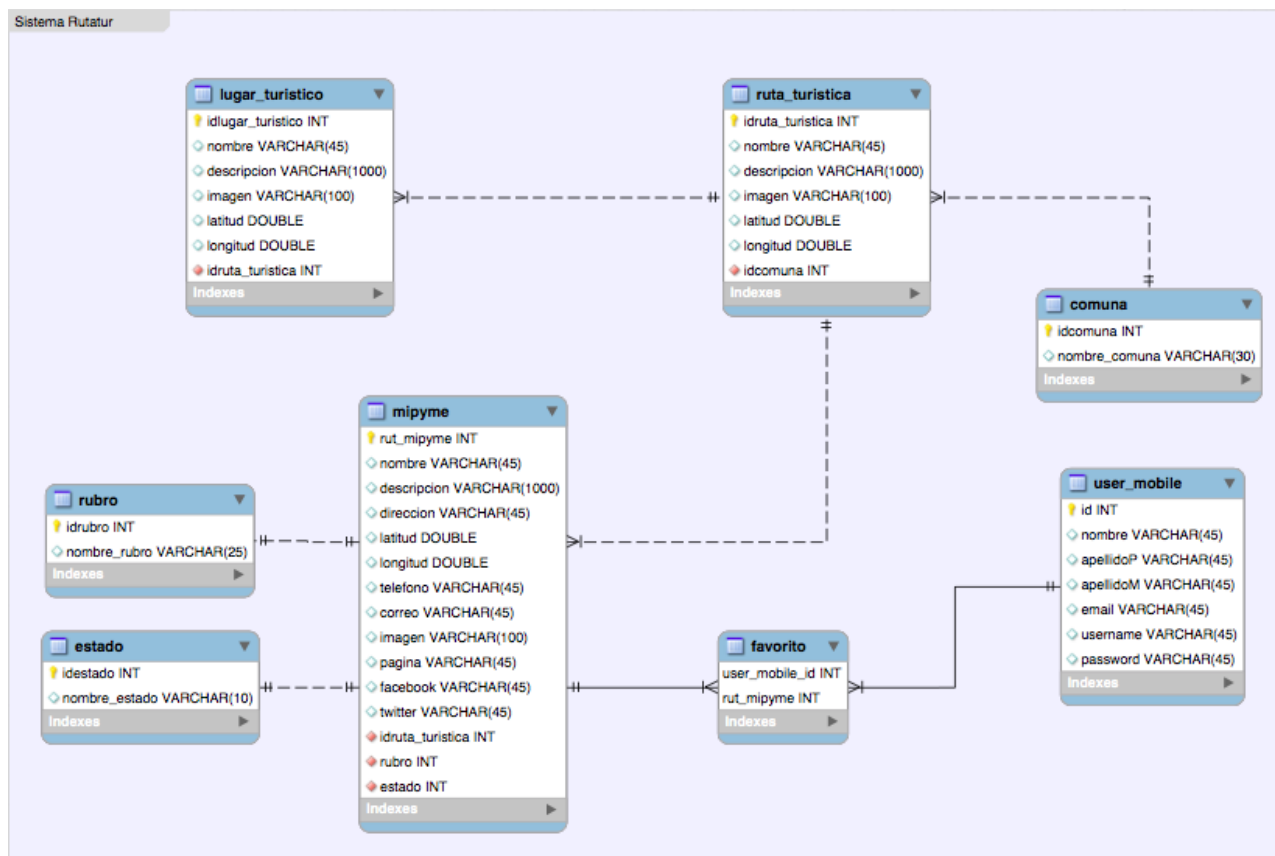 Sistema Rutatur
lugar_turistico
idlugar_turistico INT
nombre VARCHAR(45)
descripcion VARCHAR(1000)
imagen VARCHAR(100)
latitud DOUBLE
longitud DOUBLE
idruta_turistica INT
Indexes
ruta_turistica
idruta_turistica INT
nombre VARCHAR(45)
descripcion VARCHAR(1000)
imagen VARCHAR(100)
latitud DOUBLE
longitud DOUBLE
idcomuna INT
Indexes
comuna
idcomuna INT
nombre_comuna VARCHAR(30)
Indexes
mipyme
rut_mipyme INT
nombre VARCHAR(45)
descripcion VARCHAR(1000)
direccion VARCHAR(45)
latitud DOUBLE
longitud DOUBLE
telefono VARCHAR(45)
correo VARCHAR(45)
imagen VARCHAR(100)
pagina VARCHAR(45)
facebook VARCHAR(45)
twitter VARCHAR(45)
idruta_turistica INT
rubro INT
estado INT
Indexes
rubro
idrubro INT
nombre_rubro VARCHAR(25)
Indexes
estado
idestado INT
nombre_estado VARCHAR(10)
Indexes
favorito
user_mobile_id INT
rut_mipyme INT
Indexes
user_mobile
id INT
nombre VARCHAR(45)
apellidoP VARCHAR(45)
apellidoM VARCHAR(45)
email VARCHAR(45)
username VARCHAR(45)
password VARCHAR(45)
Indexes